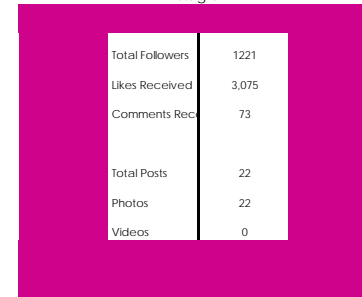 Total Followers 1221
Likes Received 3,075
Comments Rec 73
Total Posts 22
Photos 22
Videos 0